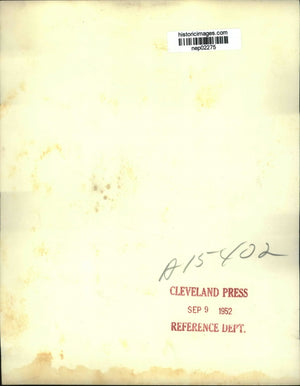 historicimages.com
nep02275
A15-402
CLEVELAND PRESS
SEP 9 1952
REFERENCE DEPT.